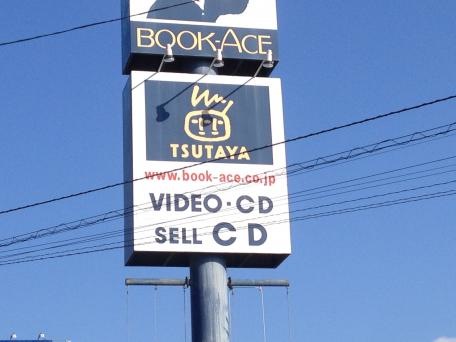 BOOK-ACE
TSUTAYA
www.book-ace.co.jp
VIDEO・CD
SELL CD